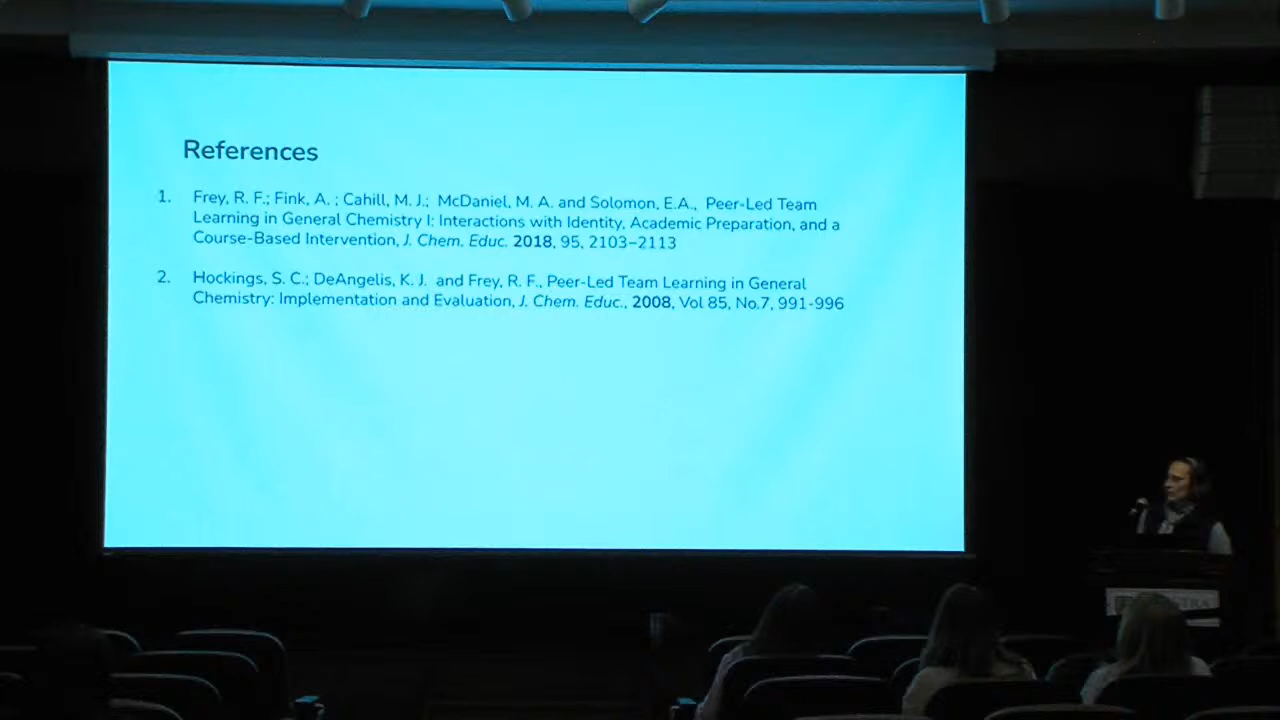 References
1. Frey, R. F.; Fink, A. ; Cahill, M. J.; McDaniel, M. A. and Solomon, E.A., Peer-Led Team
Learning in General Chemistry I: Interactions with Identity, Academic Preparation, and a
Course-Based Intervention, J. Chem. Educ. 2018, 95, 2103–2113
2. Hockings, S. C.; DeAngelis, K. J. and Frey, R. F., Peer-Led Team Learning in General
Chemistry: Implementation and Evaluation, J. Chem. Educ., 2008, Vol 85, No.7, 991-996